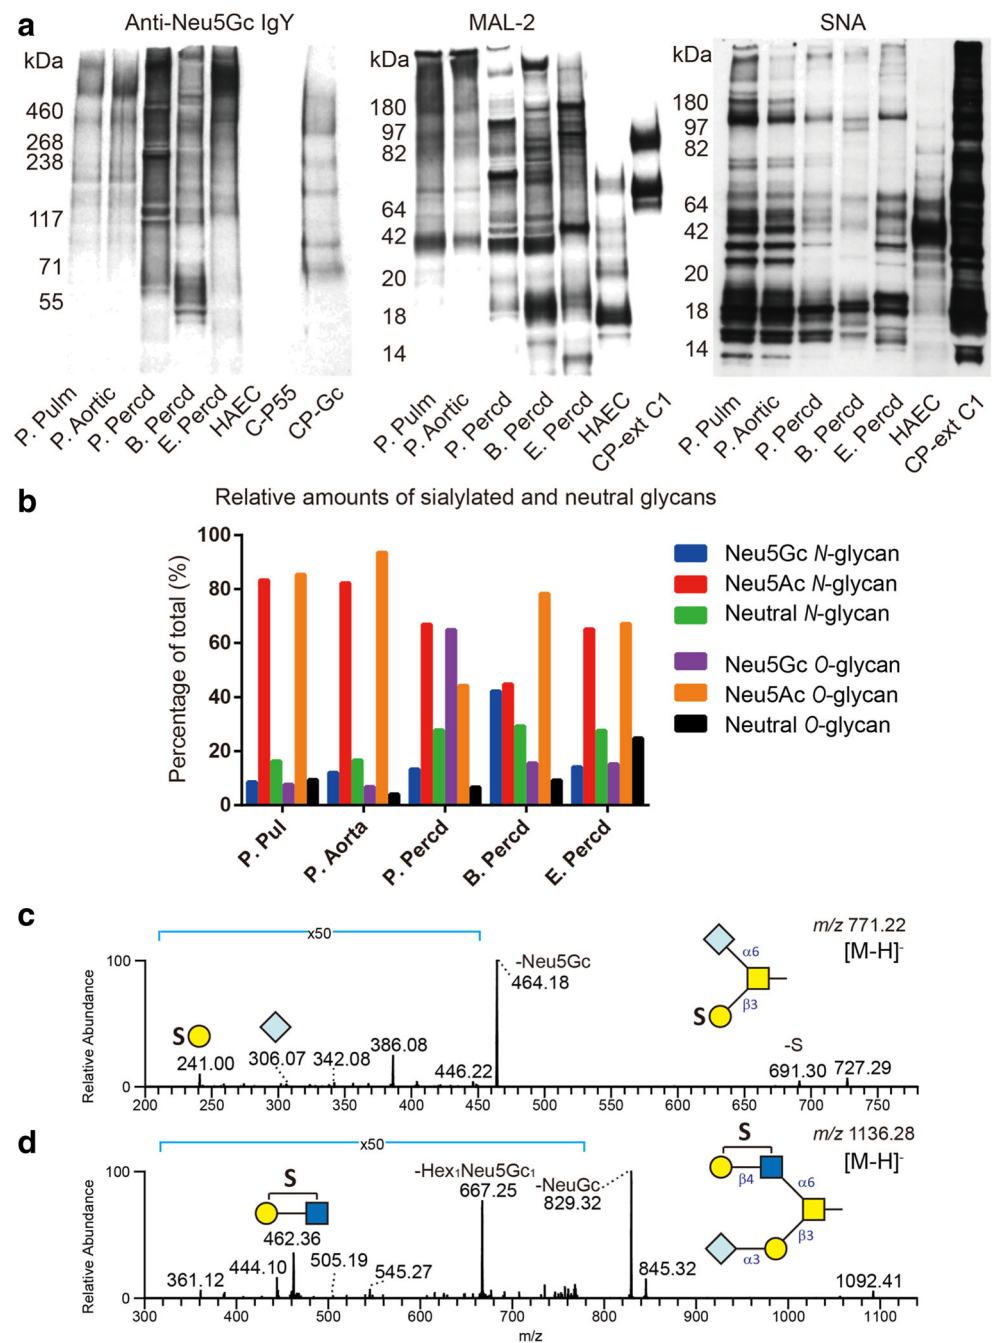 a
Anti-Neu5Gc IgY
MAL-2
SNA
kDa
460
268
238
117
71
55
P. Pulm
P. Aortic
P. Percd
B. Percd
E. Percd
HAEC
C-P55
CP-Gc
kDa
180
97
82
64
42
20
18
14
P. Pulm
P. Aortic
P. Percd
B. Percd
E. Percd
HAEC
CP-ext C1
kDa
180
97
82
64
42
20
18
14
P. Pulm
P. Aortic
P. Percd
B. Percd
E. Percd
HAEC
CP-ext C1
b
Relative amounts of sialylated and neutral glycans
Percentage of total (%)
100
80
60
40
20
0
P. Pul
P. Aorta
P. Percd
B. Percd
E. Percd
Neu5Gc N-glycan
Neu5Ac N-glycan
Neutral N-glycan
Neu5Gc O-glycan
Neu5Ac O-glycan
Neutral O-glycan
c
x50
m/z 771.22
[M-H]-
Relative Abundance
100
0
S
241.00
306.07
342.08
386.08
446.22
-Neu5Gc
464.18
α6
β3
S
-S
691.30
727.29
200 250 300 350 400 450 500 550 600 650 700 750
d
x50
m/z 1136.28
[M-H]-
Relative Abundance
100
0
S
361.12
444.10
462.36
505.19
545.27
-Hex1Neu5Gc1
667.25
-NeuGc
829.32
845.32
1092.41
S
β4
α6
β3
α3
300 400 500 600 700 800 900 1000 1100
m/z